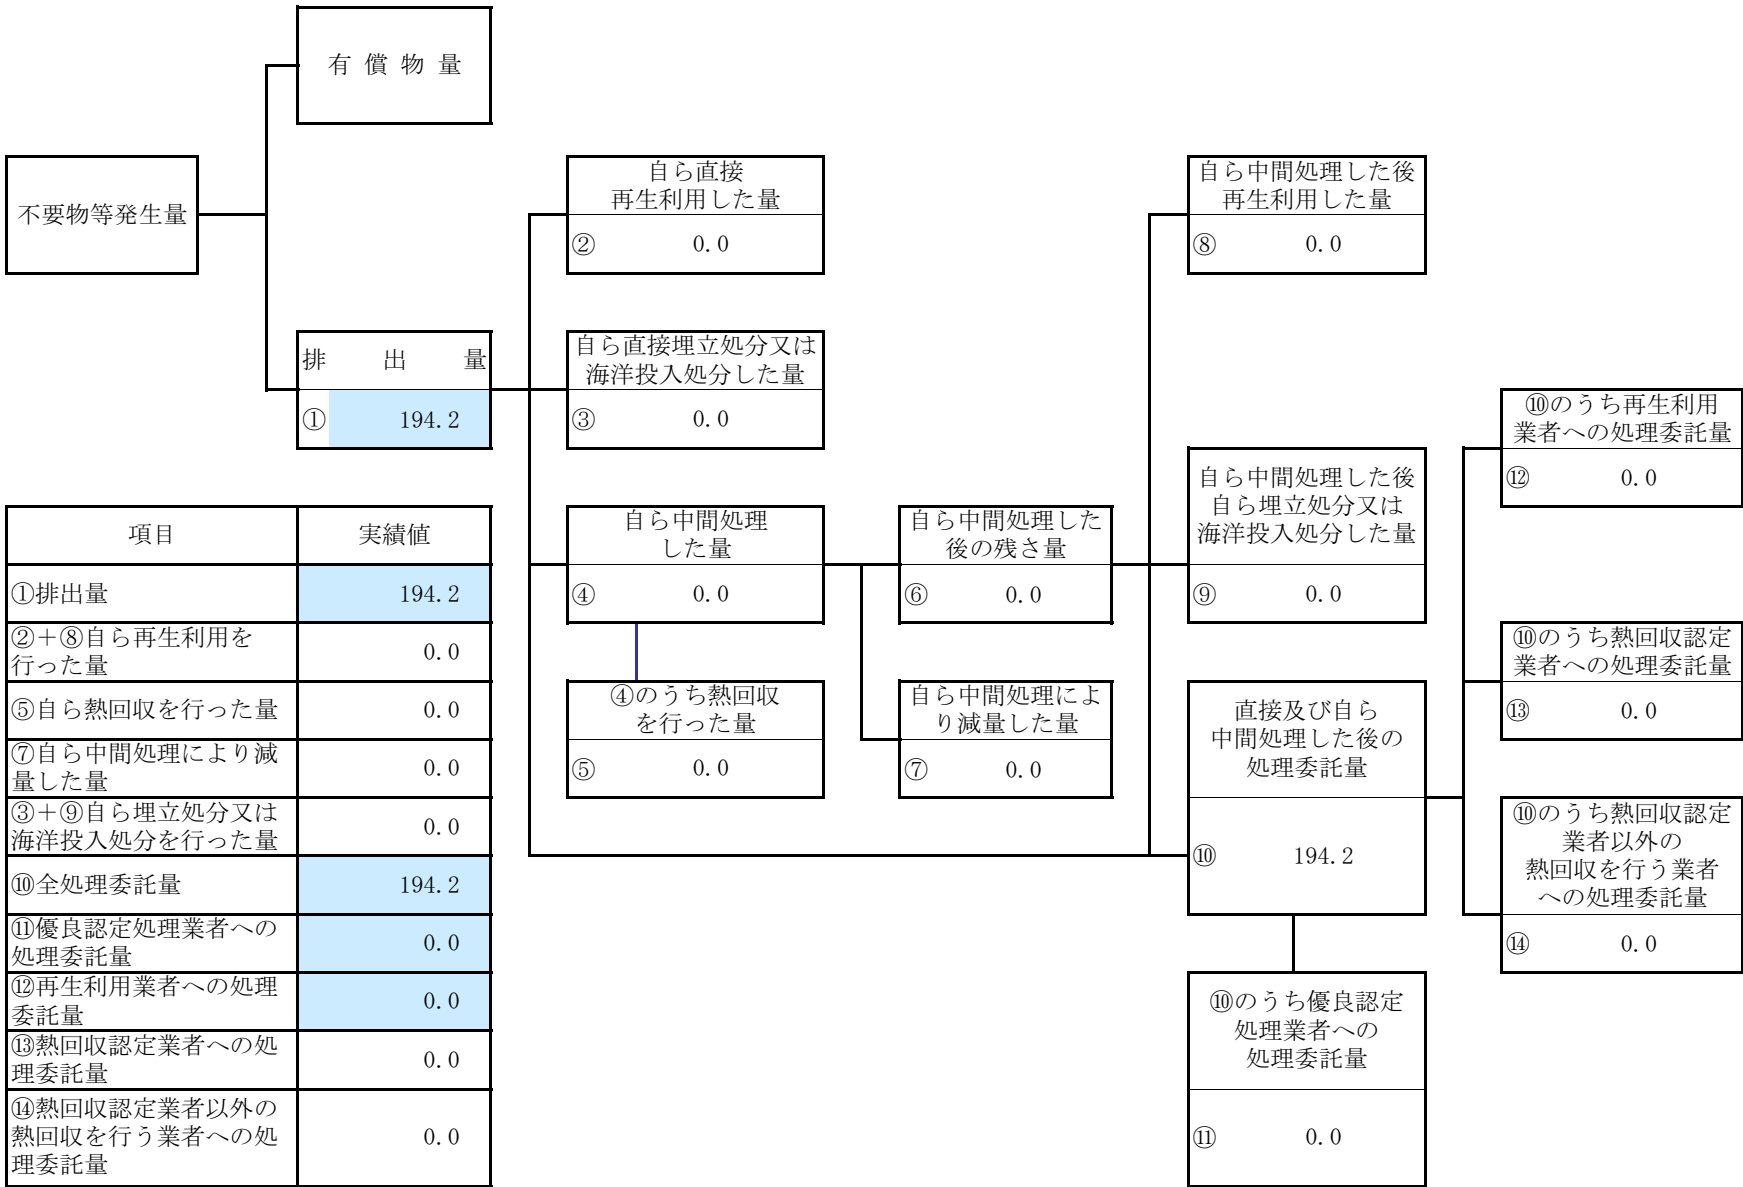 有償物量
不要物等発生量
自ら直接
再生利用した量
② 0.0
自ら中間処理した後
再生利用した量
⑧ 0.0
排出量
① 194.2
自ら直接埋立処分又は
海洋投入処分した量
③ 0.0
⑩のうち再生利用
業者への処理委託量
⑫ 0.0
自ら中間処理した後
自ら埋立処分又は
海洋投入処分した量
⑨ 0.0
自ら中間処理
した量
④ 0.0
自ら中間処理した
後の残さ量
⑥ 0.0
⑩のうち熱回収認定
業者への処理委託量
⑬ 0.0
④のうち熱回収
を行った量
⑤ 0.0
自ら中間処理によ
り減量した量
⑦ 0.0
直接及び自ら
中間処理した後の
処理委託量
⑩ 194.2
⑩のうち熱回収認定
業者以外の
熱回収を行う業者
への処理委託量
⑭ 0.0
⑩のうち優良認定
処理業者への
処理委託量
⑪ 0.0
項目 実績値
①排出量 194.2
②＋⑧自ら再生利用を
行った量 0.0
⑤自ら熱回収を行った量 0.0
⑦自ら中間処理により減
量した量 0.0
③＋⑨自ら埋立処分又は
海洋投入処分を行った量 0.0
⑩全処理委託量 194.2
⑪優良認定処理業者への
処理委託量 0.0
⑫再生利用業者への処理
委託量 0.0
⑬熱回収認定業者への処
理委託量 0.0
⑭熱回収認定業者以外の
熱回収を行う業者への処 0.0
理委託量